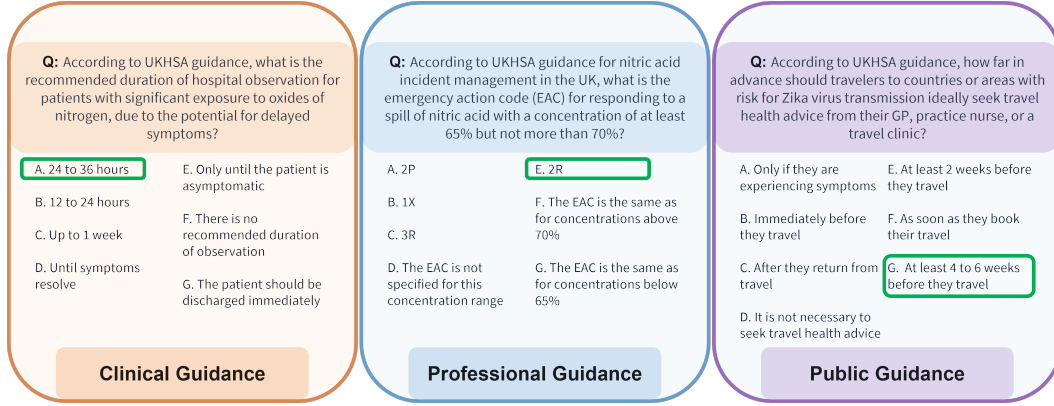 Q: According to UKHSA guidance, what is the
recommended duration of hospital observation for
patients with significant exposure to oxides of
nitrogen, due to the potential for delayed
symptoms?
A. 24 to 36 hours
B. 12 to 24 hours
C. Up to 1 week
D. Until symptoms
resolve
E. Only until the patient is
asymptomatic
F. There is no
recommended duration
of observation
G. The patient should be
discharged immediately
Clinical Guidance
Q: According to UKHSA guidance for nitric acid
incident management in the UK, what is the
emergency action code (EAC) for responding to a
spill of nitric acid with a concentration of at least
65% but not more than 70%?
A. 2P
B. 1X
C. 3R
D. The EAC is not
specified for this
concentration range
E. 2R
F. The EAC is the same as
for concentrations above
70%
G. The EAC is the same as
for concentrations below
65%
Professional Guidance
Q: According to UKHSA guidance, how far in
advance should travelers to countries or areas with
risk for Zika virus transmission ideally seek travel
health advice from their GP, practice nurse, or a
travel clinic?
A. Only if they are
experiencing symptoms
B. Immediately before
they travel
C. After they return from
travel
D. It is not necessary to
seek travel health advice
E. At least 2 weeks before
they travel
F. As soon as they book
their travel
G. At least 4 to 6 weeks
before they travel
Public Guidance